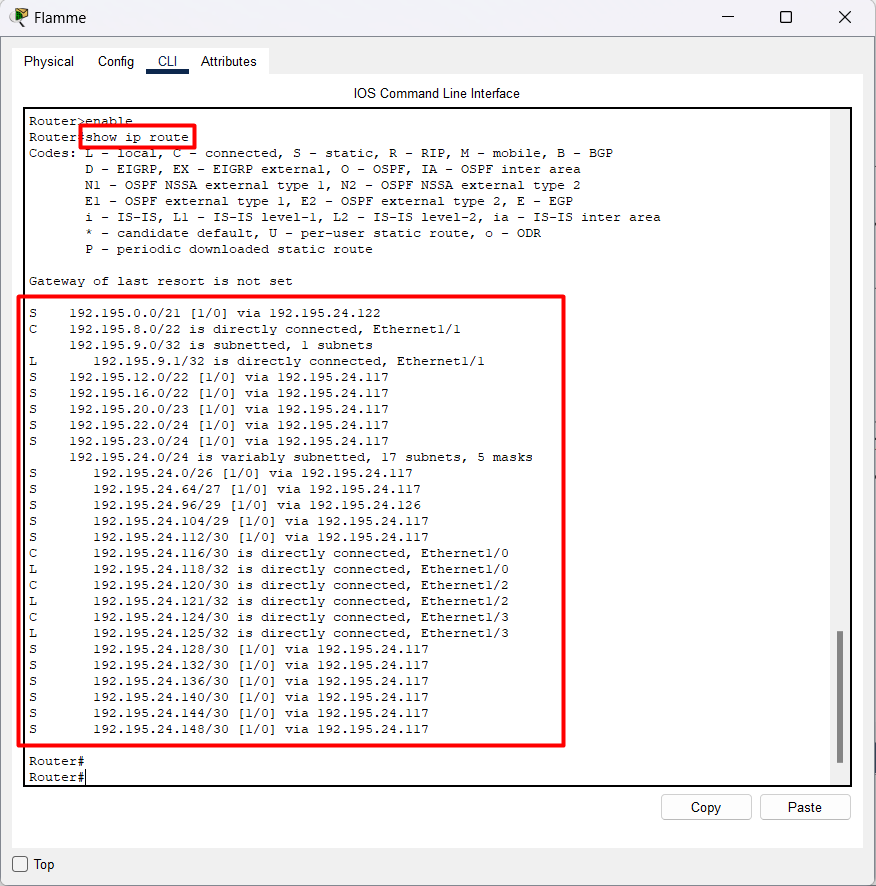 Flamme
Physical Config CLI Attributes
IOS Command Line Interface
Router>enable
Router#show ip route
Codes: L - local, C - connected, S - static, R - RIP, M - mobile, B - BGP
D - EIGRP, EX - EIGRP external, O - OSPF, IA - OSPF inter area
N1 - OSPF NSSA external type 1, N2 - OSPF NSSA external type 2
E1 - OSPF external type 1, E2 - OSPF external type 2, E - EGP
i - IS-IS, L1 - IS-IS level-1, L2 - IS-IS level-2, ia - IS-IS inter area
* - candidate default, U - per-user static route, o - ODR
P - periodic downloaded static route
Gateway of last resort is not set
S 192.195.0.0/21 [1/0] via 192.195.24.122
C 192.195.8.0/22 is directly connected, Ethernet1/1
192.195.9.0/32 is subnetted, 1 subnets
L 192.195.9.1/32 is directly connected, Ethernet1/1
S 192.195.12.0/22 [1/0] via 192.195.24.117
S 192.195.16.0/22 [1/0] via 192.195.24.117
S 192.195.20.0/23 [1/0] via 192.195.24.117
S 192.195.22.0/24 [1/0] via 192.195.24.117
S 192.195.23.0/24 [1/0] via 192.195.24.117
192.195.24.0/24 is variably subnetted, 17 subnets, 5 masks
S 192.195.24.0/26 [1/0] via 192.195.24.117
S 192.195.24.64/27 [1/0] via 192.195.24.117
S 192.195.24.96/29 [1/0] via 192.195.24.126
S 192.195.24.104/29 [1/0] via 192.195.24.117
S 192.195.24.112/30 [1/0] via 192.195.24.117
C 192.195.24.116/30 is directly connected, Ethernet1/0
L 192.195.24.118/32 is directly connected, Ethernet1/0
C 192.195.24.120/30 is directly connected, Ethernet1/2
L 192.195.24.121/32 is directly connected, Ethernet1/2
C 192.195.24.124/30 is directly connected, Ethernet1/3
L 192.195.24.125/32 is directly connected, Ethernet1/3
S 192.195.24.128/30 [1/0] via 192.195.24.117
S 192.195.24.132/30 [1/0] via 192.195.24.117
S 192.195.24.136/30 [1/0] via 192.195.24.117
S 192.195.24.140/30 [1/0] via 192.195.24.117
S 192.195.24.144/30 [1/0] via 192.195.24.117
S 192.195.24.148/30 [1/0] via 192.195.24.117
Router#
Router#
Copy Paste
Top